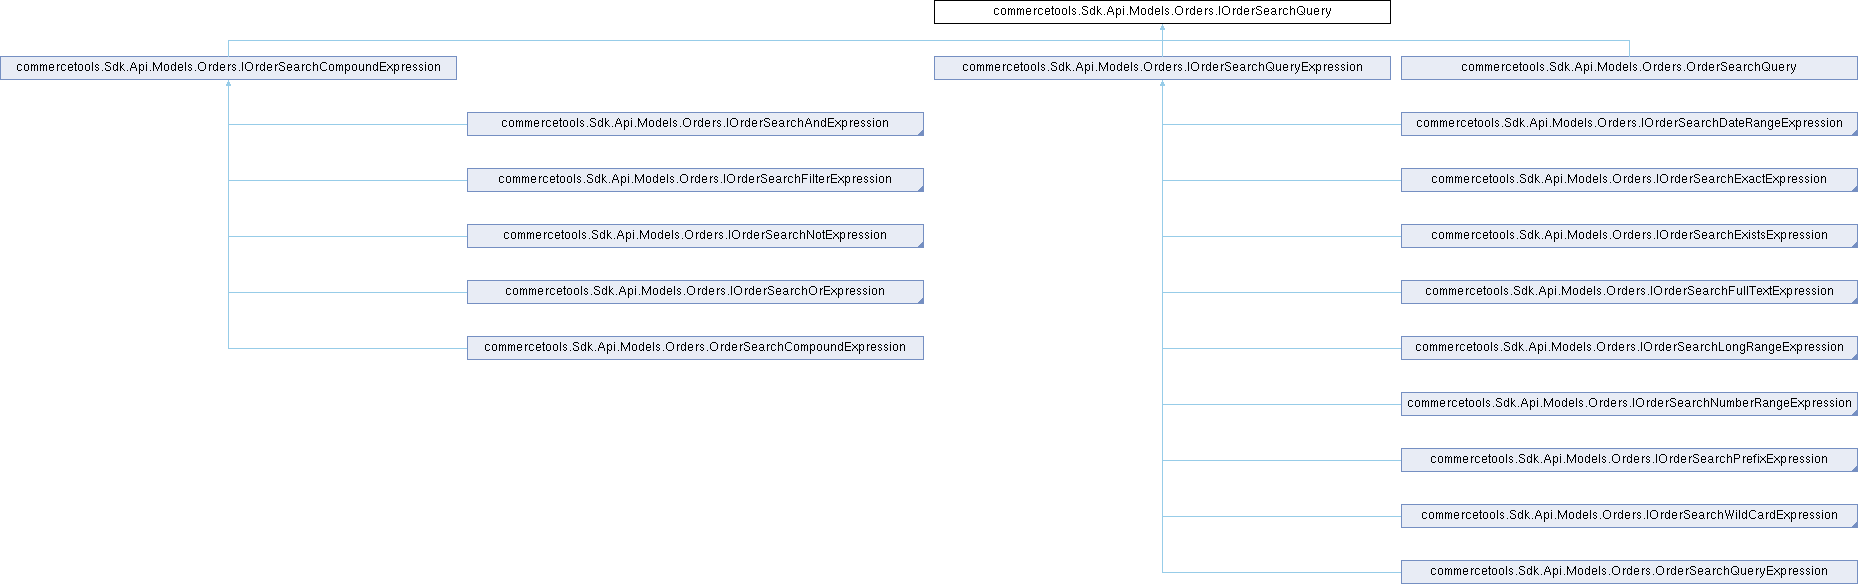 commercetools.Sdk.Api.Models.Orders.IOrderSearchQuery
commercetools.Sdk.Api.Models.Orders.IOrderSearchCompoundExpression
commercetools.Sdk.Api.Models.Orders.IOrderSearchQueryExpression
commercetools.Sdk.Api.Models.Orders.OrderSearchQuery
commercetools.Sdk.Api.Models.Orders.IOrderSearchAndExpression
commercetools.Sdk.Api.Models.Orders.IOrderSearchDateRangeExpression
commercetools.Sdk.Api.Models.Orders.IOrderSearchFilterExpression
commercetools.Sdk.Api.Models.Orders.IOrderSearchExactExpression
commercetools.Sdk.Api.Models.Orders.IOrderSearchNotExpression
commercetools.Sdk.Api.Models.Orders.IOrderSearchExistsExpression
commercetools.Sdk.Api.Models.Orders.IOrderSearchOrExpression
commercetools.Sdk.Api.Models.Orders.IOrderSearchFullTextExpression
commercetools.Sdk.Api.Models.Orders.OrderSearchCompoundExpression
commercetools.Sdk.Api.Models.Orders.IOrderSearchLongRangeExpression
commercetools.Sdk.Api.Models.Orders.IOrderSearchNumberRangeExpression
commercetools.Sdk.Api.Models.Orders.IOrderSearchPrefixExpression
commercetools.Sdk.Api.Models.Orders.IOrderSearchWildCardExpression
commercetools.Sdk.Api.Models.Orders.OrderSearchQueryExpression